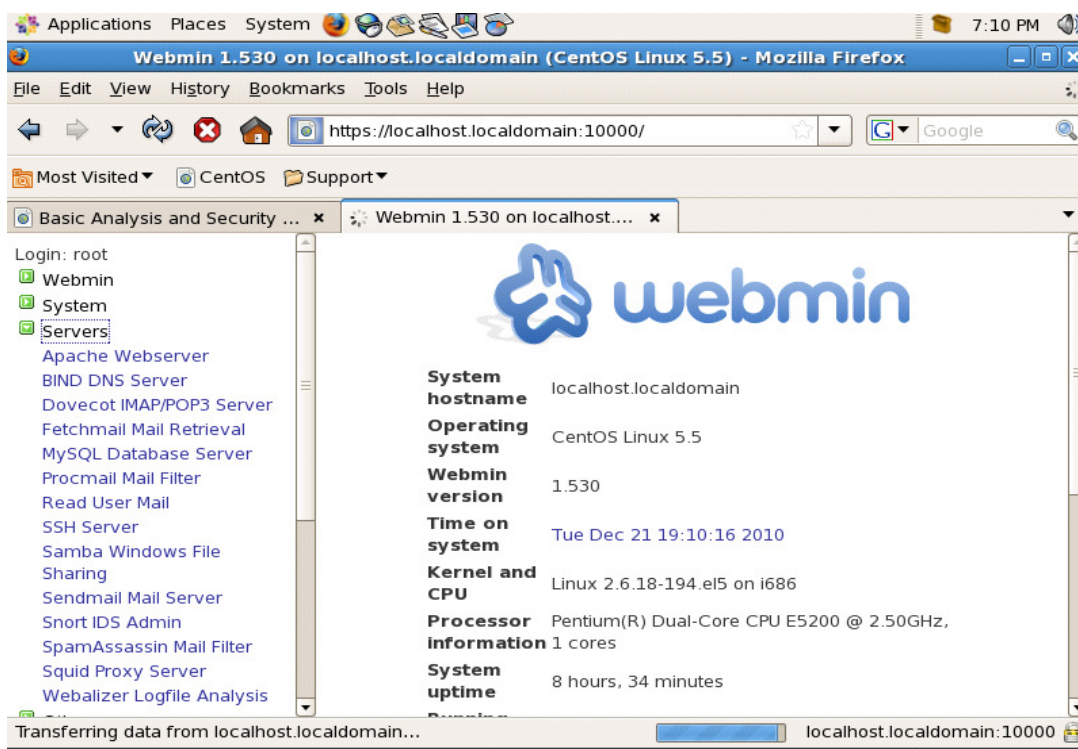 Applications Places System 7:10 PM
Webmin 1.530 on localhost.localdomain (CentOS Linux 5.5) - Mozilla Firefox
File Edit View History Bookmarks Tools Help
https://localhost.localdomain:10000/ G Google
Most Visited CentOS Support
Basic Analysis and Security ... Webmin 1.530 on localhost....
Login: root
Webmin
System
Servers
Apache Webserver
BIND DNS Server
Dovecot IMAP/POP3 Server
Fetchmail Mail Retrieval
MySQL Database Server
Procmail Mail Filter
Read User Mail
SSH Server
Samba Windows File
Sharing
Sendmail Mail Server
Snort IDS Admin
SpamAssassin Mail Filter
Squid Proxy Server
Webalizer Logfile Analysis
webmin
System
hostname localhost.localdomain
Operating
system CentOS Linux 5.5
Webmin
version 1.530
Time on
system Tue Dec 21 19:10:16 2010
Kernel and
CPU Linux 2.6.18-194.el5 on i686
Processor Pentium(R) Dual-Core CPU E5200 @ 2.50GHz,
information 1 cores
System
uptime 8 hours, 34 minutes
Transferring data from localhost.localdomain... localhost.localdomain:10000